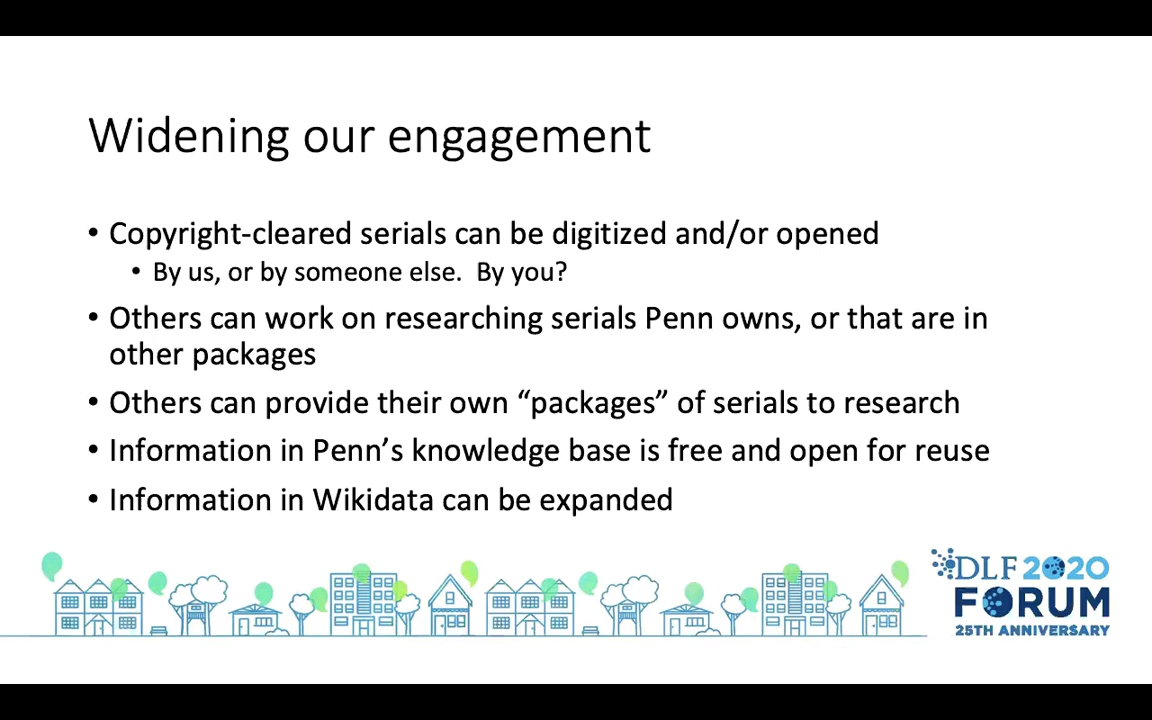 Widening our engagement
• Copyright-cleared serials can be digitized and/or opened
• By us, or by someone else.  By you?
• Others can work on researching serials Penn owns, or that are in
other packages
• Others can provide their own “packages” of serials to research
• Information in Penn’s knowledge base is free and open for reuse
• Information in Wikidata can be expanded
DLF 2020
FORUM
25TH ANNIVERSARY